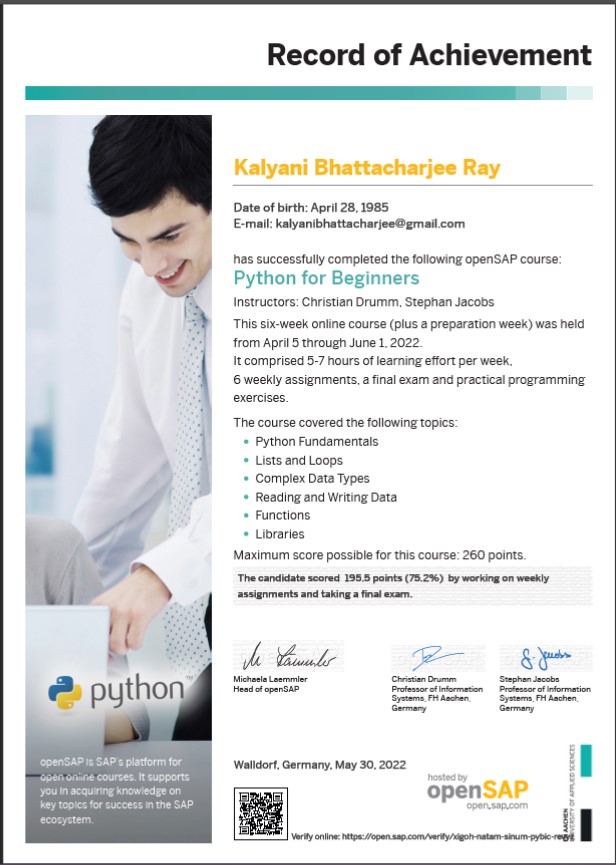 Record of Achievement
Kalyani Bhattacharjee Ray
Date of birth: April 28, 1985
E-mail: kalyanibhattacharjee@gmail.com
has successfully completed the following openSAP course:
Python for Beginners
Instructors: Christian Drumm, Stephan Jacobs
This six-week online course (plus a preparation week) was held
from April 5 through June 1, 2022.
It comprised 5-7 hours of learning effort per week,
6 weekly assignments, a final exam and practical programming
exercises.
The course covered the following topics:
• Python Fundamentals
• Lists and Loops
• Complex Data Types
• Reading and Writing Data
• Functions
• Libraries
Maximum score possible for this course: 260 points.
The candidate scored 195.5 points (75.2%) by working on weekly
assignments and taking a final exam.
M Laemmler
S. Jacobs
Michaela Laemmler
Head of openSAP
Christian Drumm
Professor of Information
Systems, FH Aachen,
Germany
Stephan Jacobs
Professor of Information
Systems, FH Aachen,
Germany
python™
openSAP is SAP's platform for
open online courses. It supports
you in acquiring knowledge on
key topics for success in the SAP
ecosystem.
Walldorf, Germany, May 30, 2022
hosted by
openSAP
open.sap.com
AACHEN
UNIVERSITY OF APPLIED SCIENCES
Verify online: https://open.sap.com/verify/xigoh-natam-sinum-pybic-